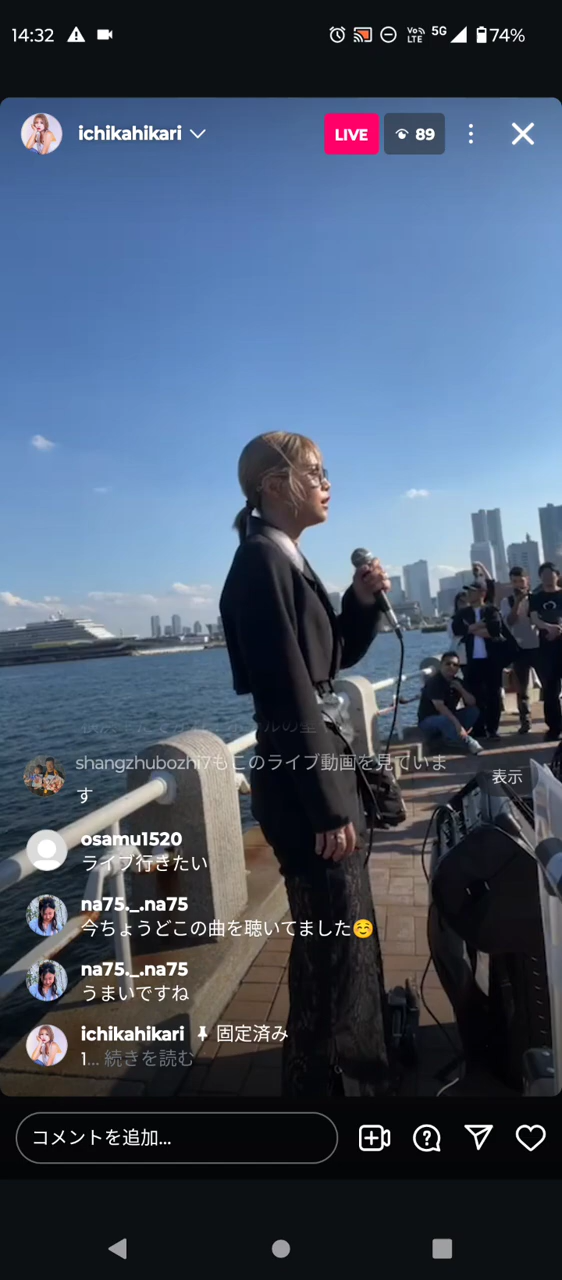 14:32
Vo
LTE
5G
74%
ichikahikari
LIVE
89
shangzhubozhi7もこのライブ動画を見ていま
す
表示
osamu1520
ライブ行きたい
na75._.na75
今ちょうどこの曲を聴いてました☺️
na75._.na75
うまいですね
ichikahikari 固定済み
1... 続きを読む
コメントを追加...